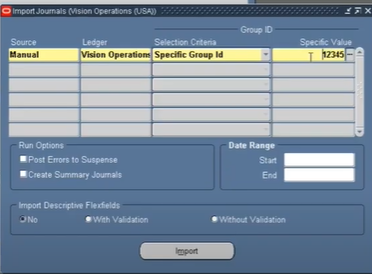 Import Journals (Vision Operations (USA))
Group ID
Source Ledger Selection Criteria Specific Value
Manual Vision Operations Specific Group Id 12345
Run Options
Post Errors to Suspense
Create Summary Journals
Date Range
Start
End
Import Descriptive Flexfields
No With Validation Without Validation
Import